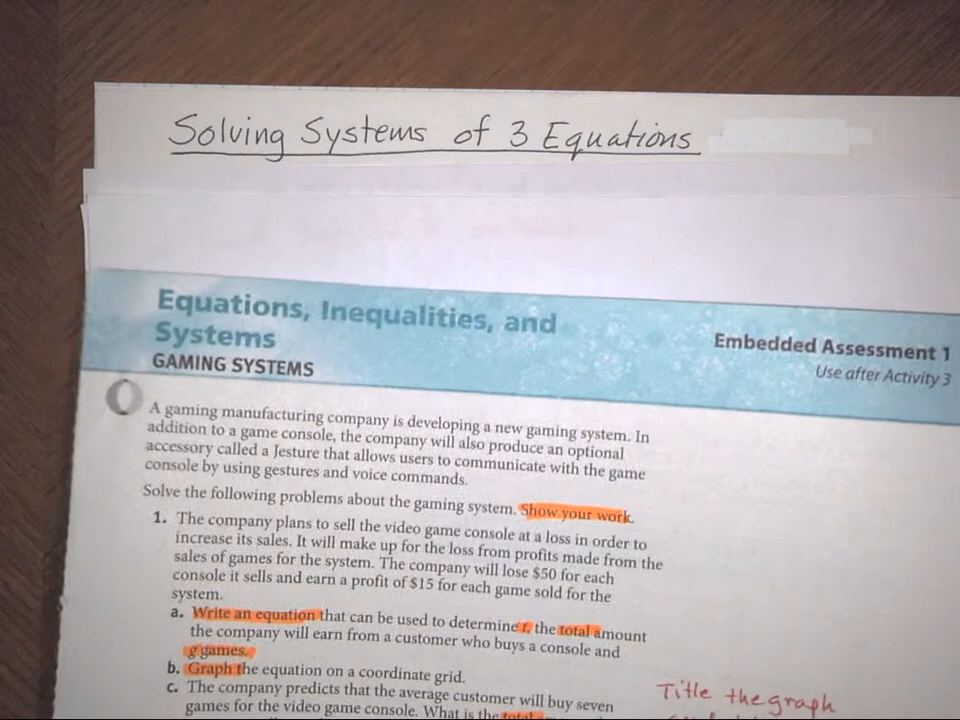 Solving Systems of 3 Equations
Equations, Inequalities, and
Systems
GAMING SYSTEMS
Embedded Assessment 1
Use after Activity 3
A gaming manufacturing company is developing a new gaming system. In
addition to a game console, the company will also produce an optional
accessory called a Jesture that allows users to communicate with the game
console by using gestures and voice commands.
Solve the following problems about the gaming system. Show your work.
1. The company plans to sell the video game console at a loss in order to
increase its sales. It will make up for the loss from profits made from the
sales of games for the system. The company will lose $50 for each
console it sells and earn a profit of $15 for each game sold for the
system.
a. Write an equation that can be used to determine t, the total amount
the company will earn from a customer who buys a console and
g games.
b. Graph the equation on a coordinate grid.
c. The company predicts that the average customer will buy seven
games for the video game console. What is the total
Title the graph